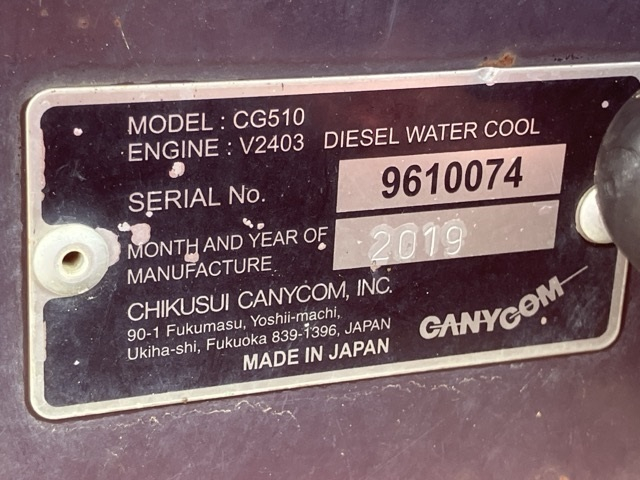 MODEL : CG510
ENGINE : V2403 DIESEL WATER COOL
SERIAL No. 9610074
MONTH AND YEAR OF
MANUFACTURE 2019
CHIKUSUI CANYCOM, INC.
90-1 Fukumasu, Yoshii-machi,
Ukiha-shi, Fukuoka 839-1396, JAPAN
MADE IN JAPAN
CANYCOM